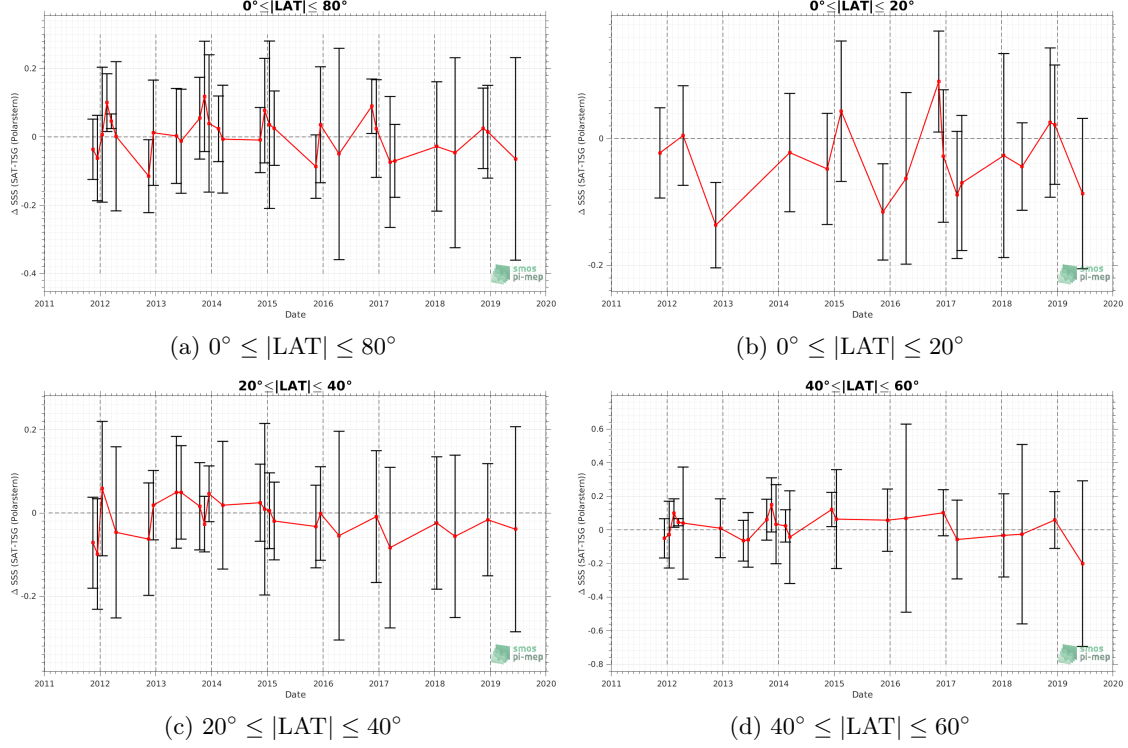 0°≤|LAT|≤ 80°
Δ SSS (SAT-TSG (Polarstern))
0.2
0
-0.2
-0.4
2011 2012 2013 2014 2015 2016 2017 2018 2019 2020
Date
smos
pi-mep
(a) 0° ≤ |LAT| ≤ 80°
0°≤|LAT|≤ 20°
Δ SSS (SAT-TSG (Polarstern))
0
-0.2
2011 2012 2013 2014 2015 2016 2017 2018 2019 2020
Date
smos
pi-mep
(b) 0° ≤ |LAT| ≤ 20°
20°≤|LAT|≤ 40°
Δ SSS (SAT-TSG (Polarstern))
0.2
0
-0.2
2011 2012 2013 2014 2015 2016 2017 2018 2019 2020
Date
smos
pi-mep
(c) 20° ≤ |LAT| ≤ 40°
40°≤|LAT|≤ 60°
Δ SSS (SAT-TSG (Polarstern))
0.6
0.4
0.2
0
-0.2
-0.4
-0.6
-0.8
2011 2012 2013 2014 2015 2016 2017 2018 2019 2020
Date
smos
pi-mep
(d) 40° ≤ |LAT| ≤ 60°